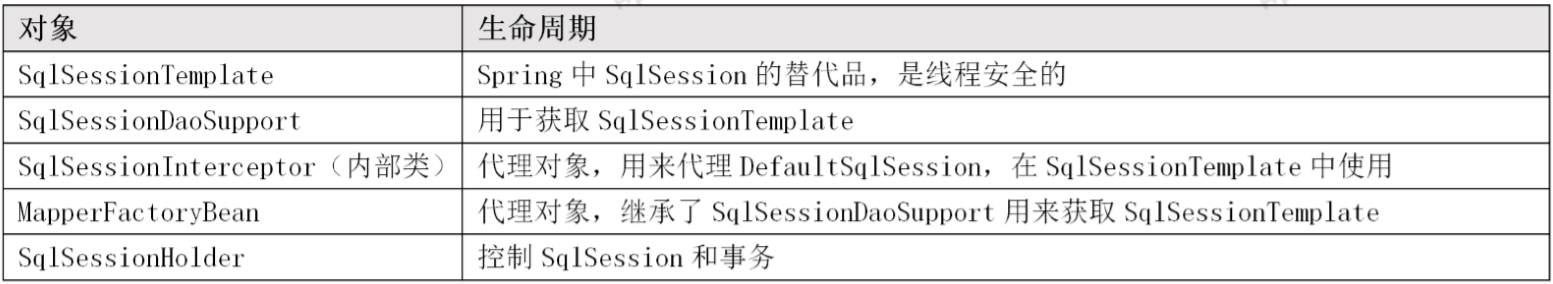 对象 生命周期
SqlSessionTemplate Spring 中 SqlSession 的替代品，是线程安全的
SqlSessionDaoSupport 用于获取 SqlSessionTemplate
SqlSessionInterceptor（内部类） 代理对象，用来代理 DefaultSqlSession，在 SqlSessionTemplate 中使用
MapperFactoryBean 代理对象，继承了 SqlSessionDaoSupport 用来获取 SqlSessionTemplate
SqlSessionHolder 控制 SqlSession 和事务